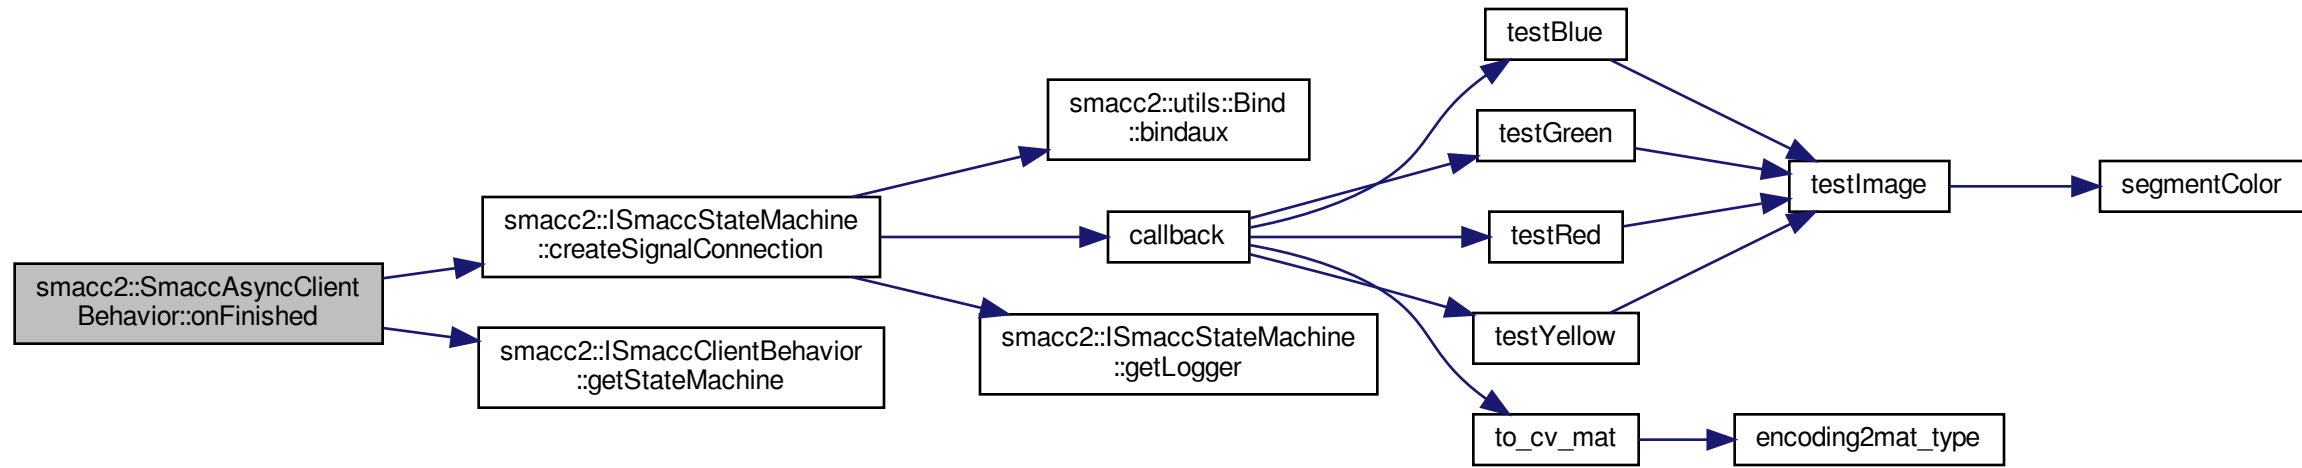 smacc2::SmaccAsyncClient
Behavior::onFinished
smacc2::ISmaccStateMachine
::createSignalConnection
smacc2::ISmaccClientBehavior
::getStateMachine
smacc2::utils::Bind
::bindaux
callback
smacc2::ISmaccStateMachine
::getLogger
testBlue
testGreen
testRed
testYellow
to_cv_mat
testImage
encoding2mat_type
segmentColor